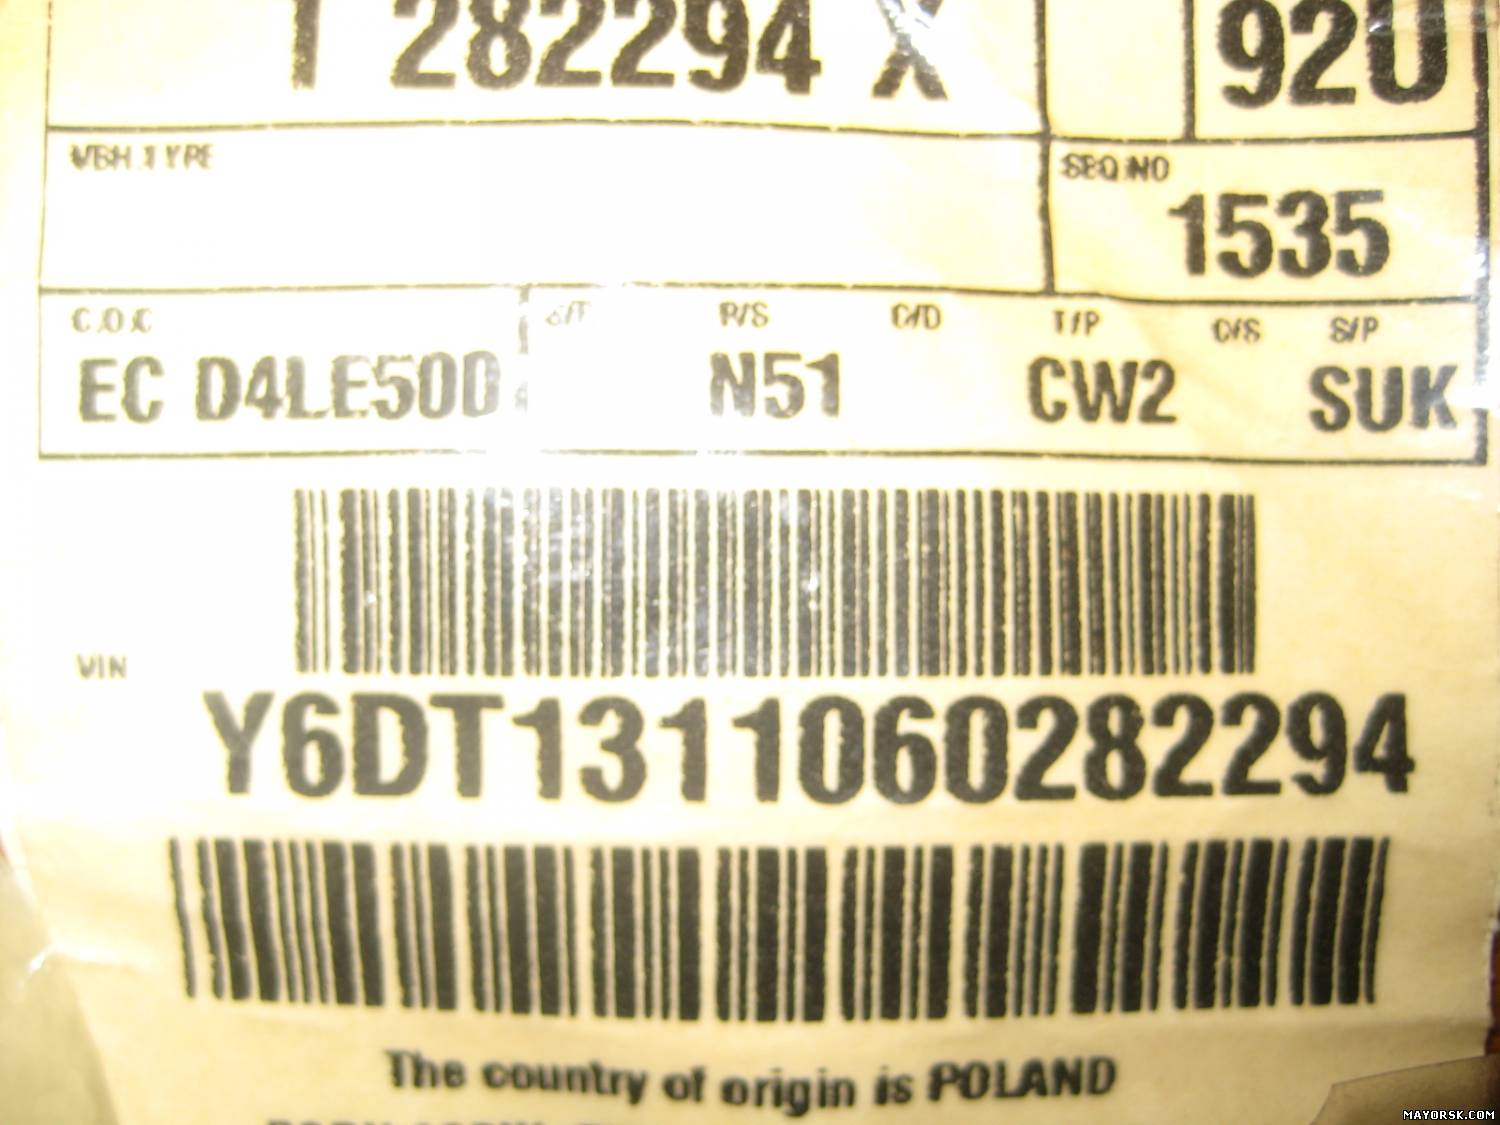 1 282294 X 92U
VEH TYPE SEQ NO
1535
C.O.C R/S C/D T/P C/S S/P
EC D4LE500 N51 CW2 SUK
VIN
Y6DT1311060282294
The country of origin is POLAND
MAYORSK.COM